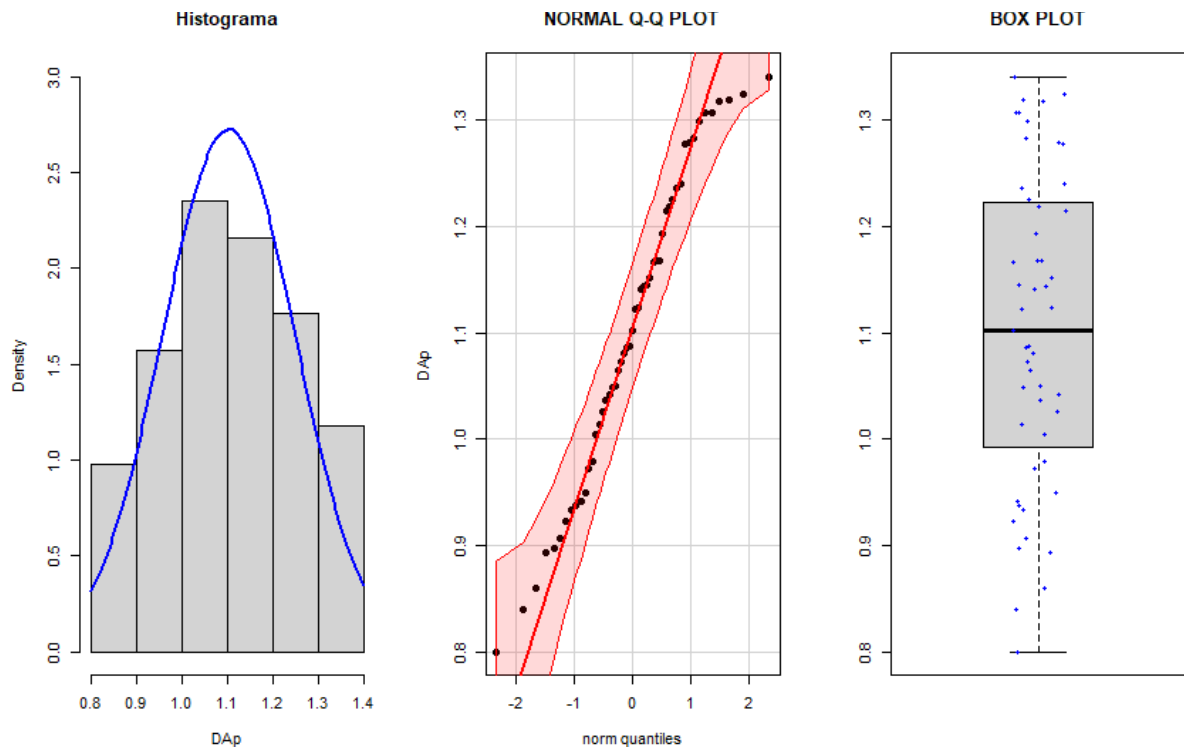 Histograma
Density
0.0 0.5 1.0 1.5 2.0 2.5 3.0
0.8 0.9 1.0 1.1 1.2 1.3 1.4
DAp
NORMAL Q-Q PLOT
DAp
0.8 0.9 1.0 1.1 1.2 1.3
-2 -1 0 1 2
norm quantiles
BOX PLOT
0.8 0.9 1.0 1.1 1.2 1.3